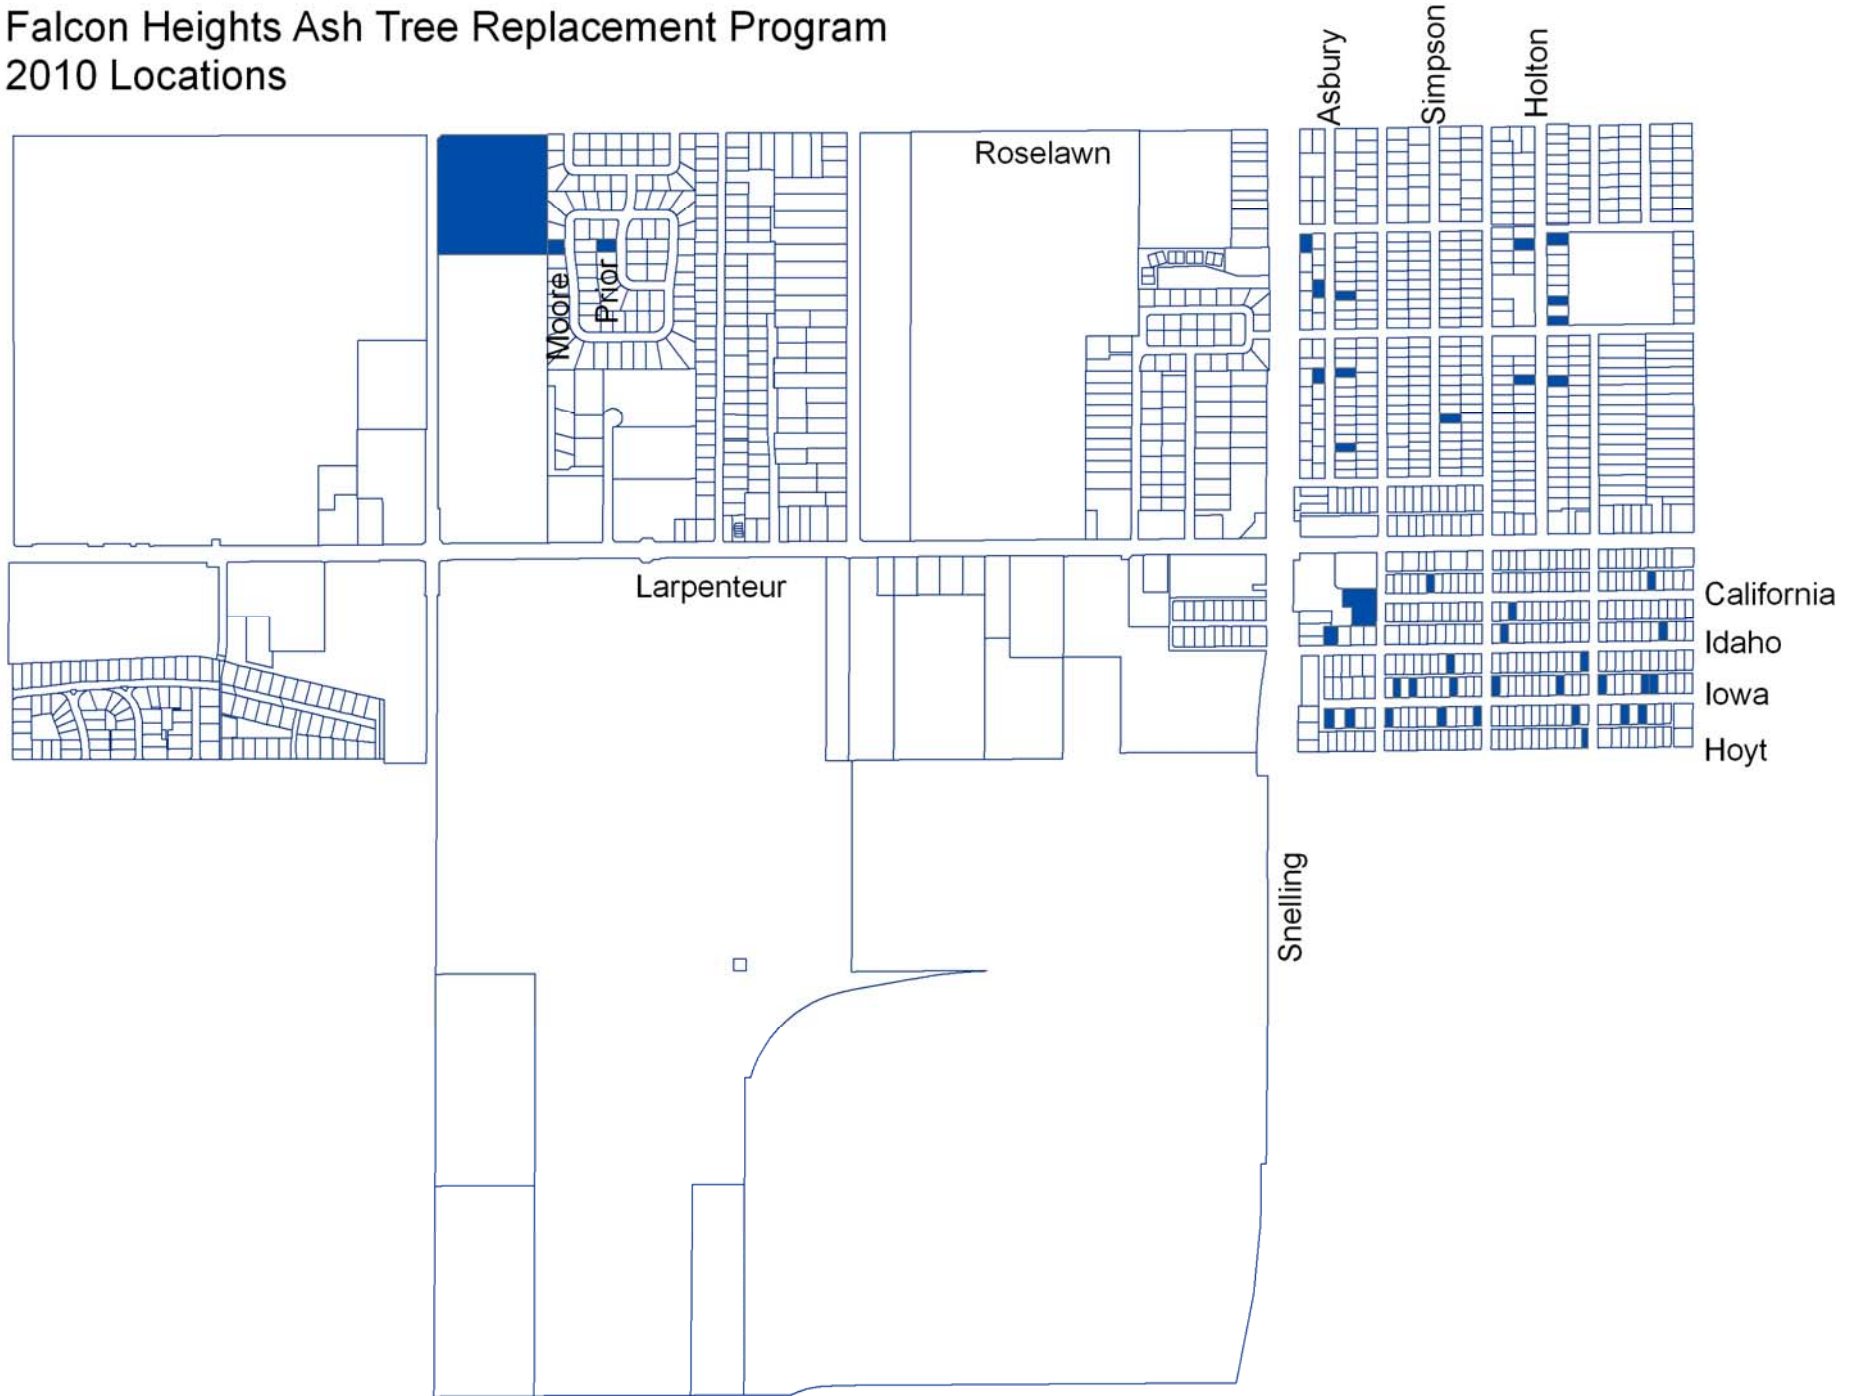 Falcon Heights Ash Tree Replacement Program
2010 Locations
Asbury
Simpson
Holton
Roselawn
Moore
Prior
Larpenteur
California
Idaho
Iowa
Hoyt
Snelling